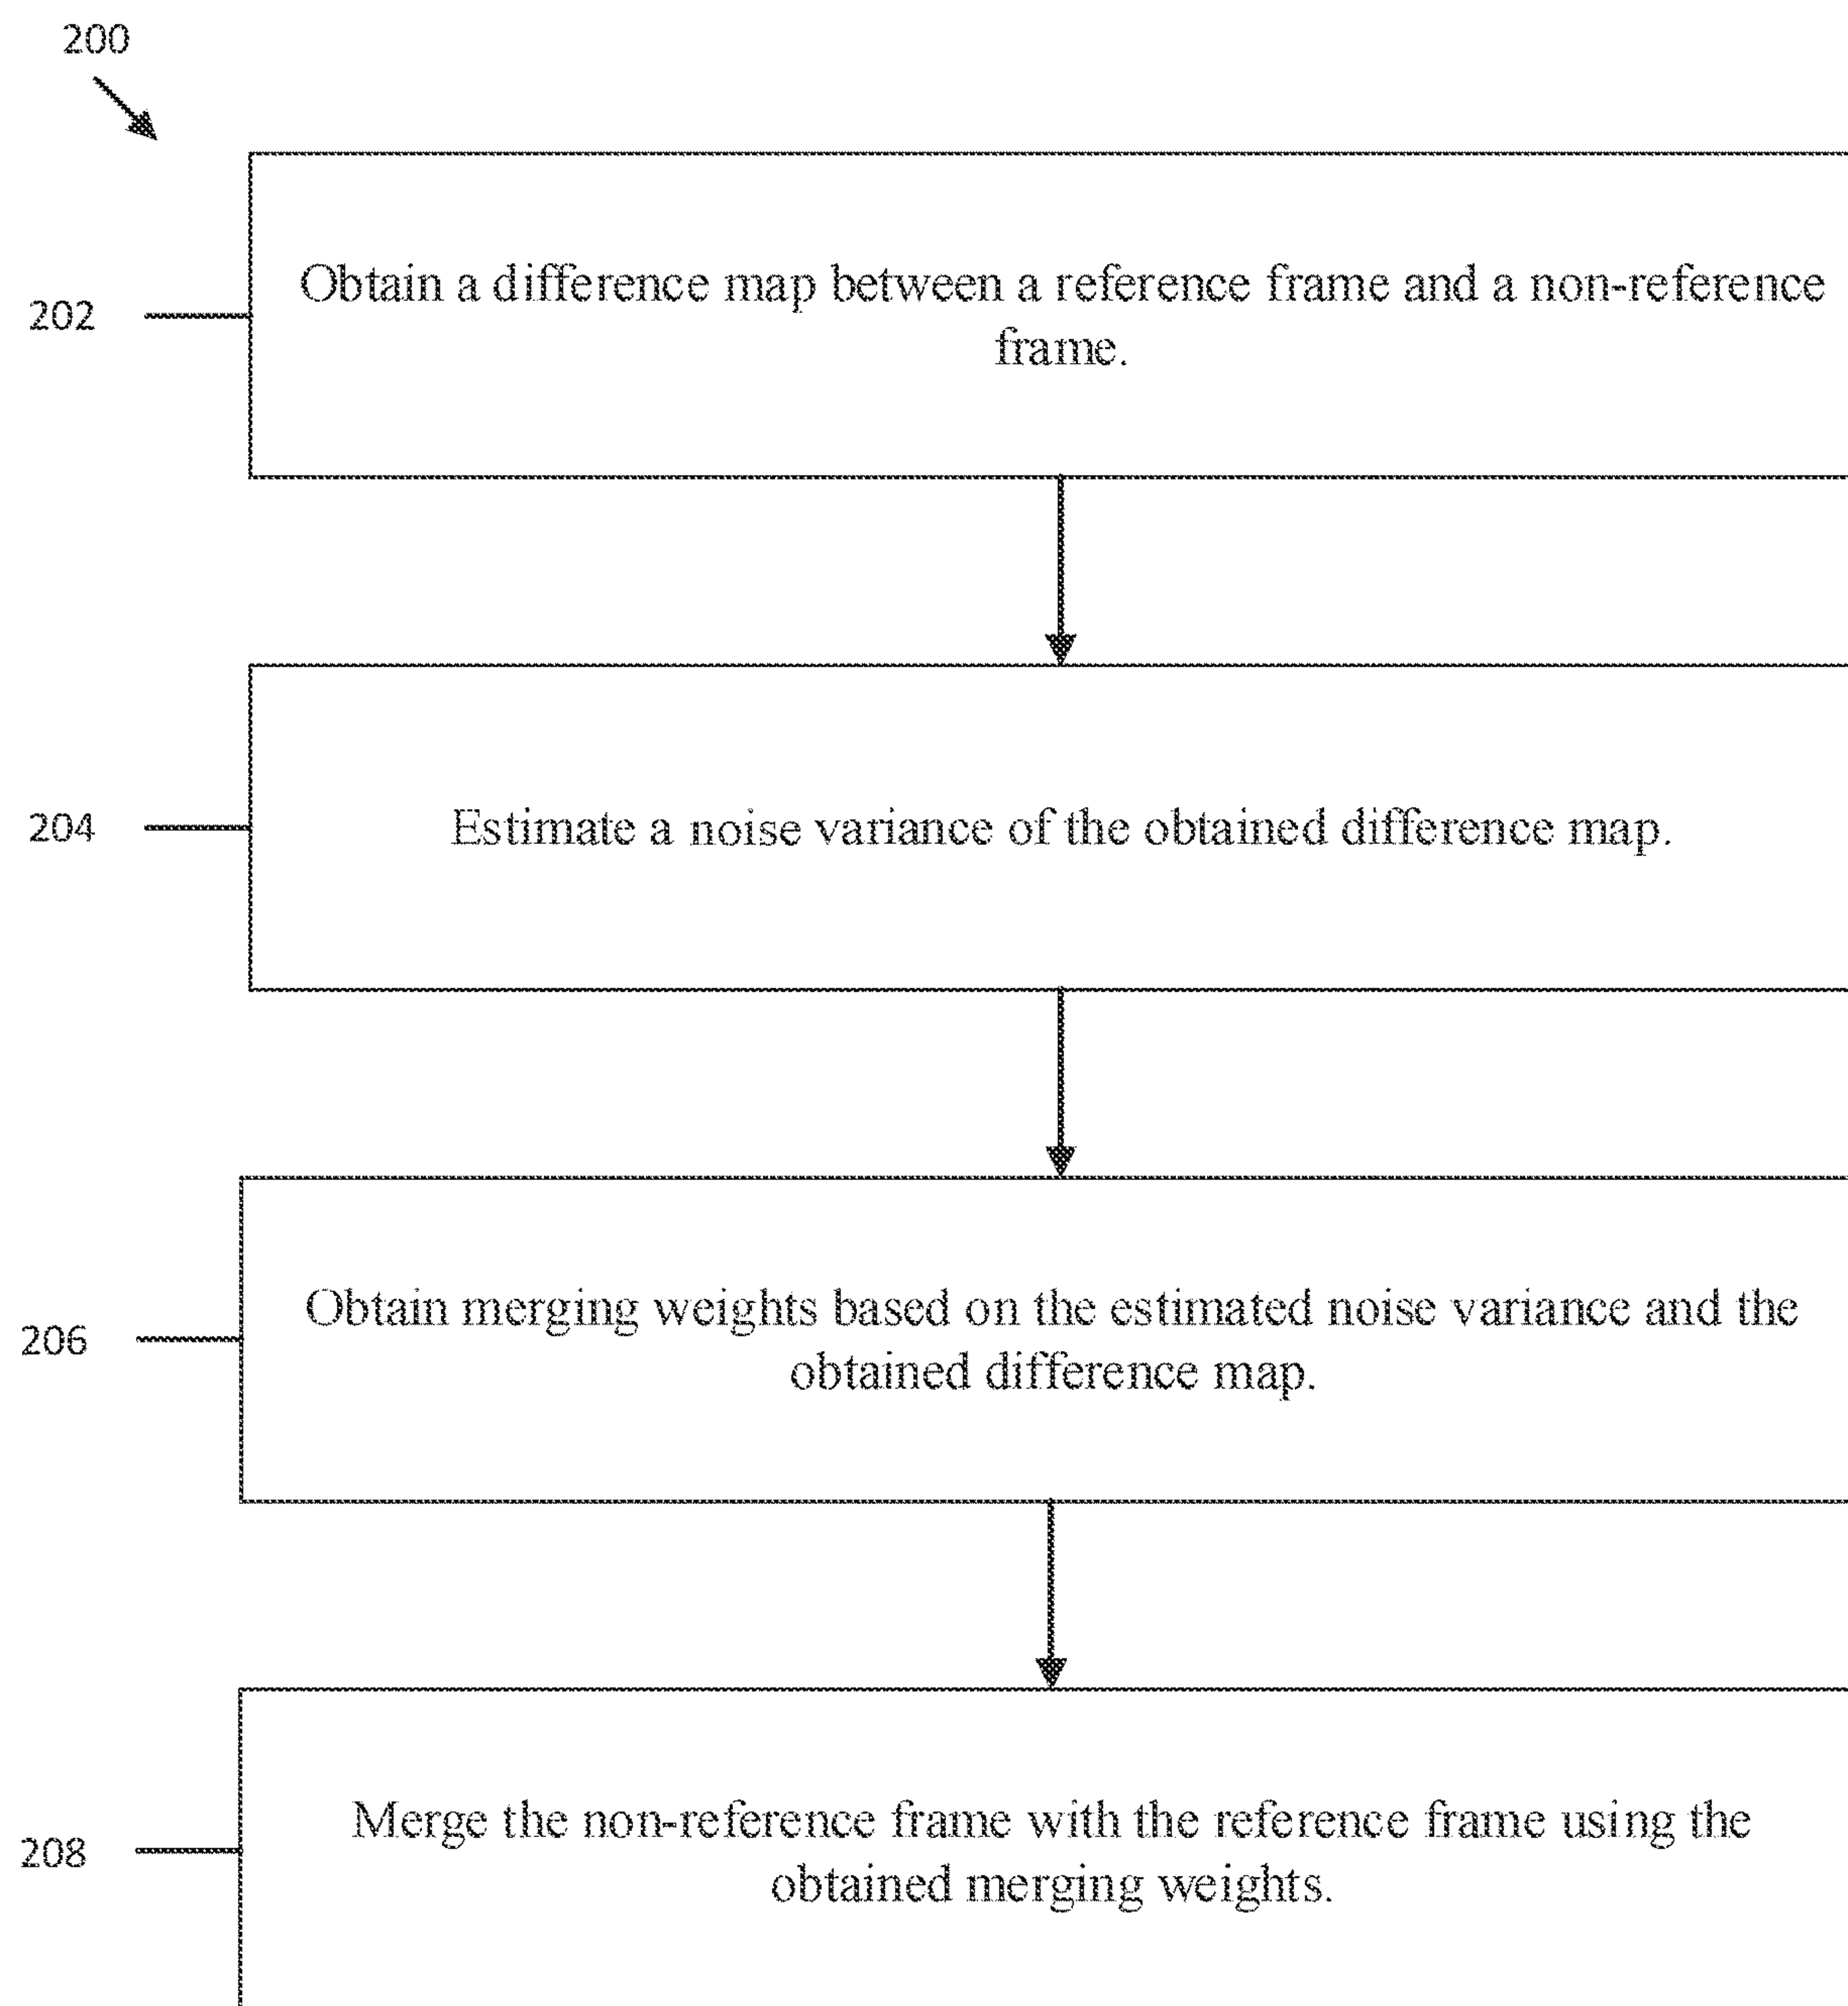 200
202
Obtain a difference map between a reference frame and a non-reference
frame.
204
Estimate a noise variance of the obtained difference map.
206
Obtain merging weights based on the estimated noise variance and the
obtained difference map.
208
Merge the non-reference frame with the reference frame using the
obtained merging weights.